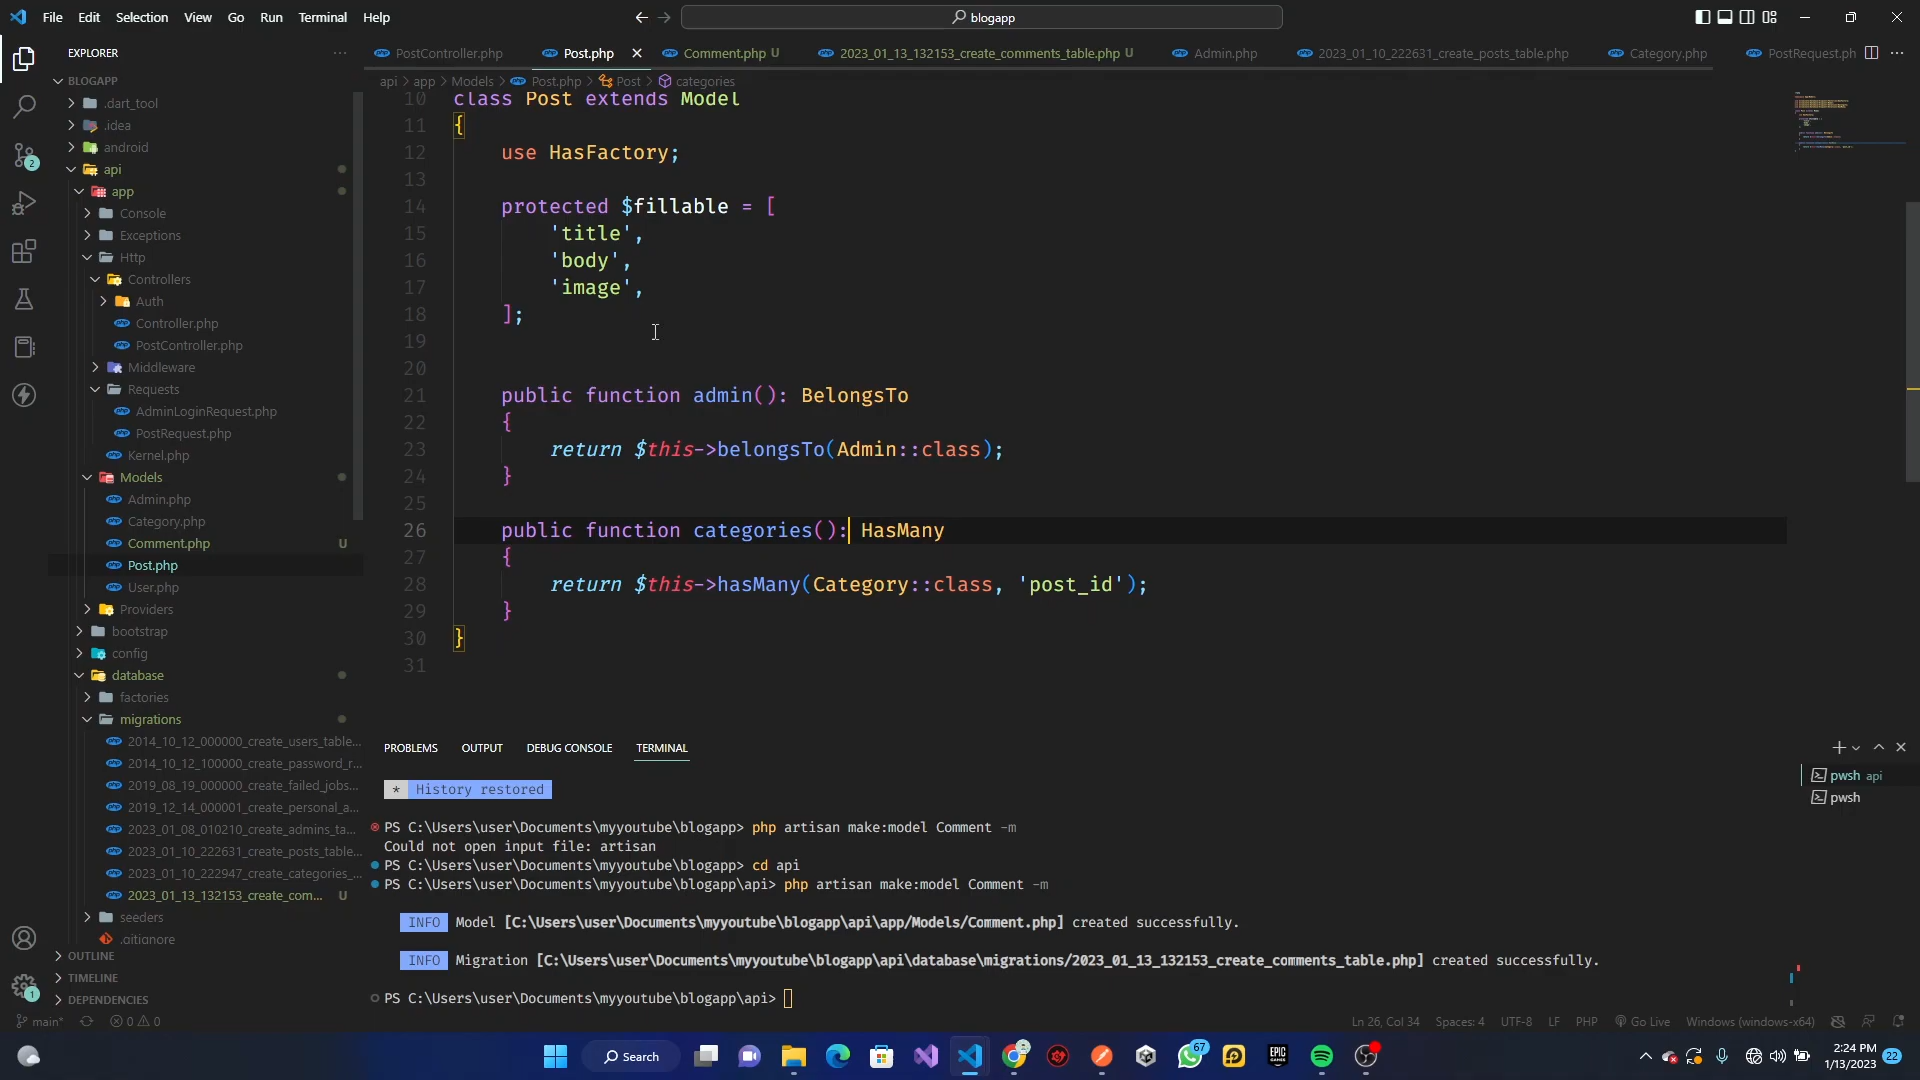 File Edit Selection View Go Run Terminal Help
blogapp
EXPLORER
PostController.php
Post.php
Comment.php U
2023_01_13_132153_create_comments_table.php U
Admin.php
2023_01_10_222631_create_posts_table.php
Category.php
PostRequest.ph
BLOGAPP
api > app > Models > Post.php > Post > categories
.dart_tool
.idea
android
api
app
Console
Exceptions
Http
Controllers
Auth
Controller.php
PostController.php
Middleware
Requests
AdminLoginRequest.php
PostRequest.php
Kernel.php
Models
Admin.php
Category.php
Comment.php U
Post.php
User.php
Providers
bootstrap
config
database
factories
migrations
2014_10_12_000000_create_users_table...
2014_10_12_100000_create_password_r...
2019_08_19_000000_create_failed_jobs...
2019_12_14_000001_create_personal_a...
2023_01_08_010210_create_admins_ta...
2023_01_10_222631_create_posts_table...
2023_01_10_222947_create_categories_...
2023_01_13_132153_create_com... U
seeders
.gitignore
OUTLINE
TIMELINE
DEPENDENCIES
10 class Post extends Model
11 {
12 use HasFactory;
13
14 protected $fillable = [
15 'title',
16 'body',
17 'image',
18 ];
19
20
21 public function admin(): BelongsTo
22 {
23 return $this->belongsTo(Admin::class);
24 }
25
26 public function categories(): HasMany
27 {
28 return $this->hasMany(Category::class, 'post_id');
29 }
30 }
31
PROBLEMS OUTPUT DEBUG CONSOLE TERMINAL
pwsh api
pwsh
* History restored
PS C:\Users\user\Documents\myyoutube\blogapp> php artisan make:model Comment -m
Could not open input file: artisan
PS C:\Users\user\Documents\myyoutube\blogapp> cd api
PS C:\Users\user\Documents\myyoutube\blogapp\api> php artisan make:model Comment -m
INFO Model [C:\Users\user\Documents\myyoutube\blogapp\api\app/Models/Comment.php] created successfully.
INFO Migration [C:\Users\user\Documents\myyoutube\blogapp\api\database\migrations/2023_01_13_132153_create_comments_table.php] created successfully.
PS C:\Users\user\Documents\myyoutube\blogapp\api>
2
1
main* 0 0
Ln 26, Col 34 Spaces: 4 UTF-8 LF PHP Go Live Windows (windows-x64)
Search
67
EPIC GAMES
2:24 PM
1/13/2023
22